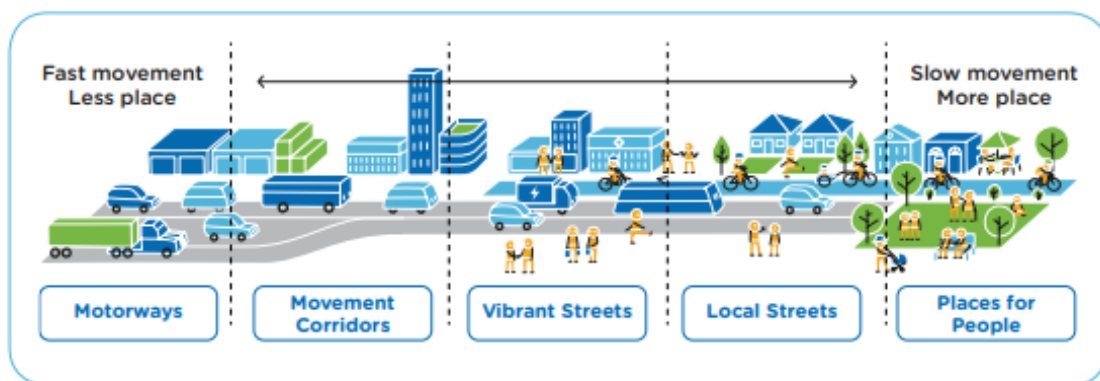 Fast movement
Less place
Slow movement
More place
Motorways
Movement
Corridors
Vibrant Streets
Local Streets
Places for
People